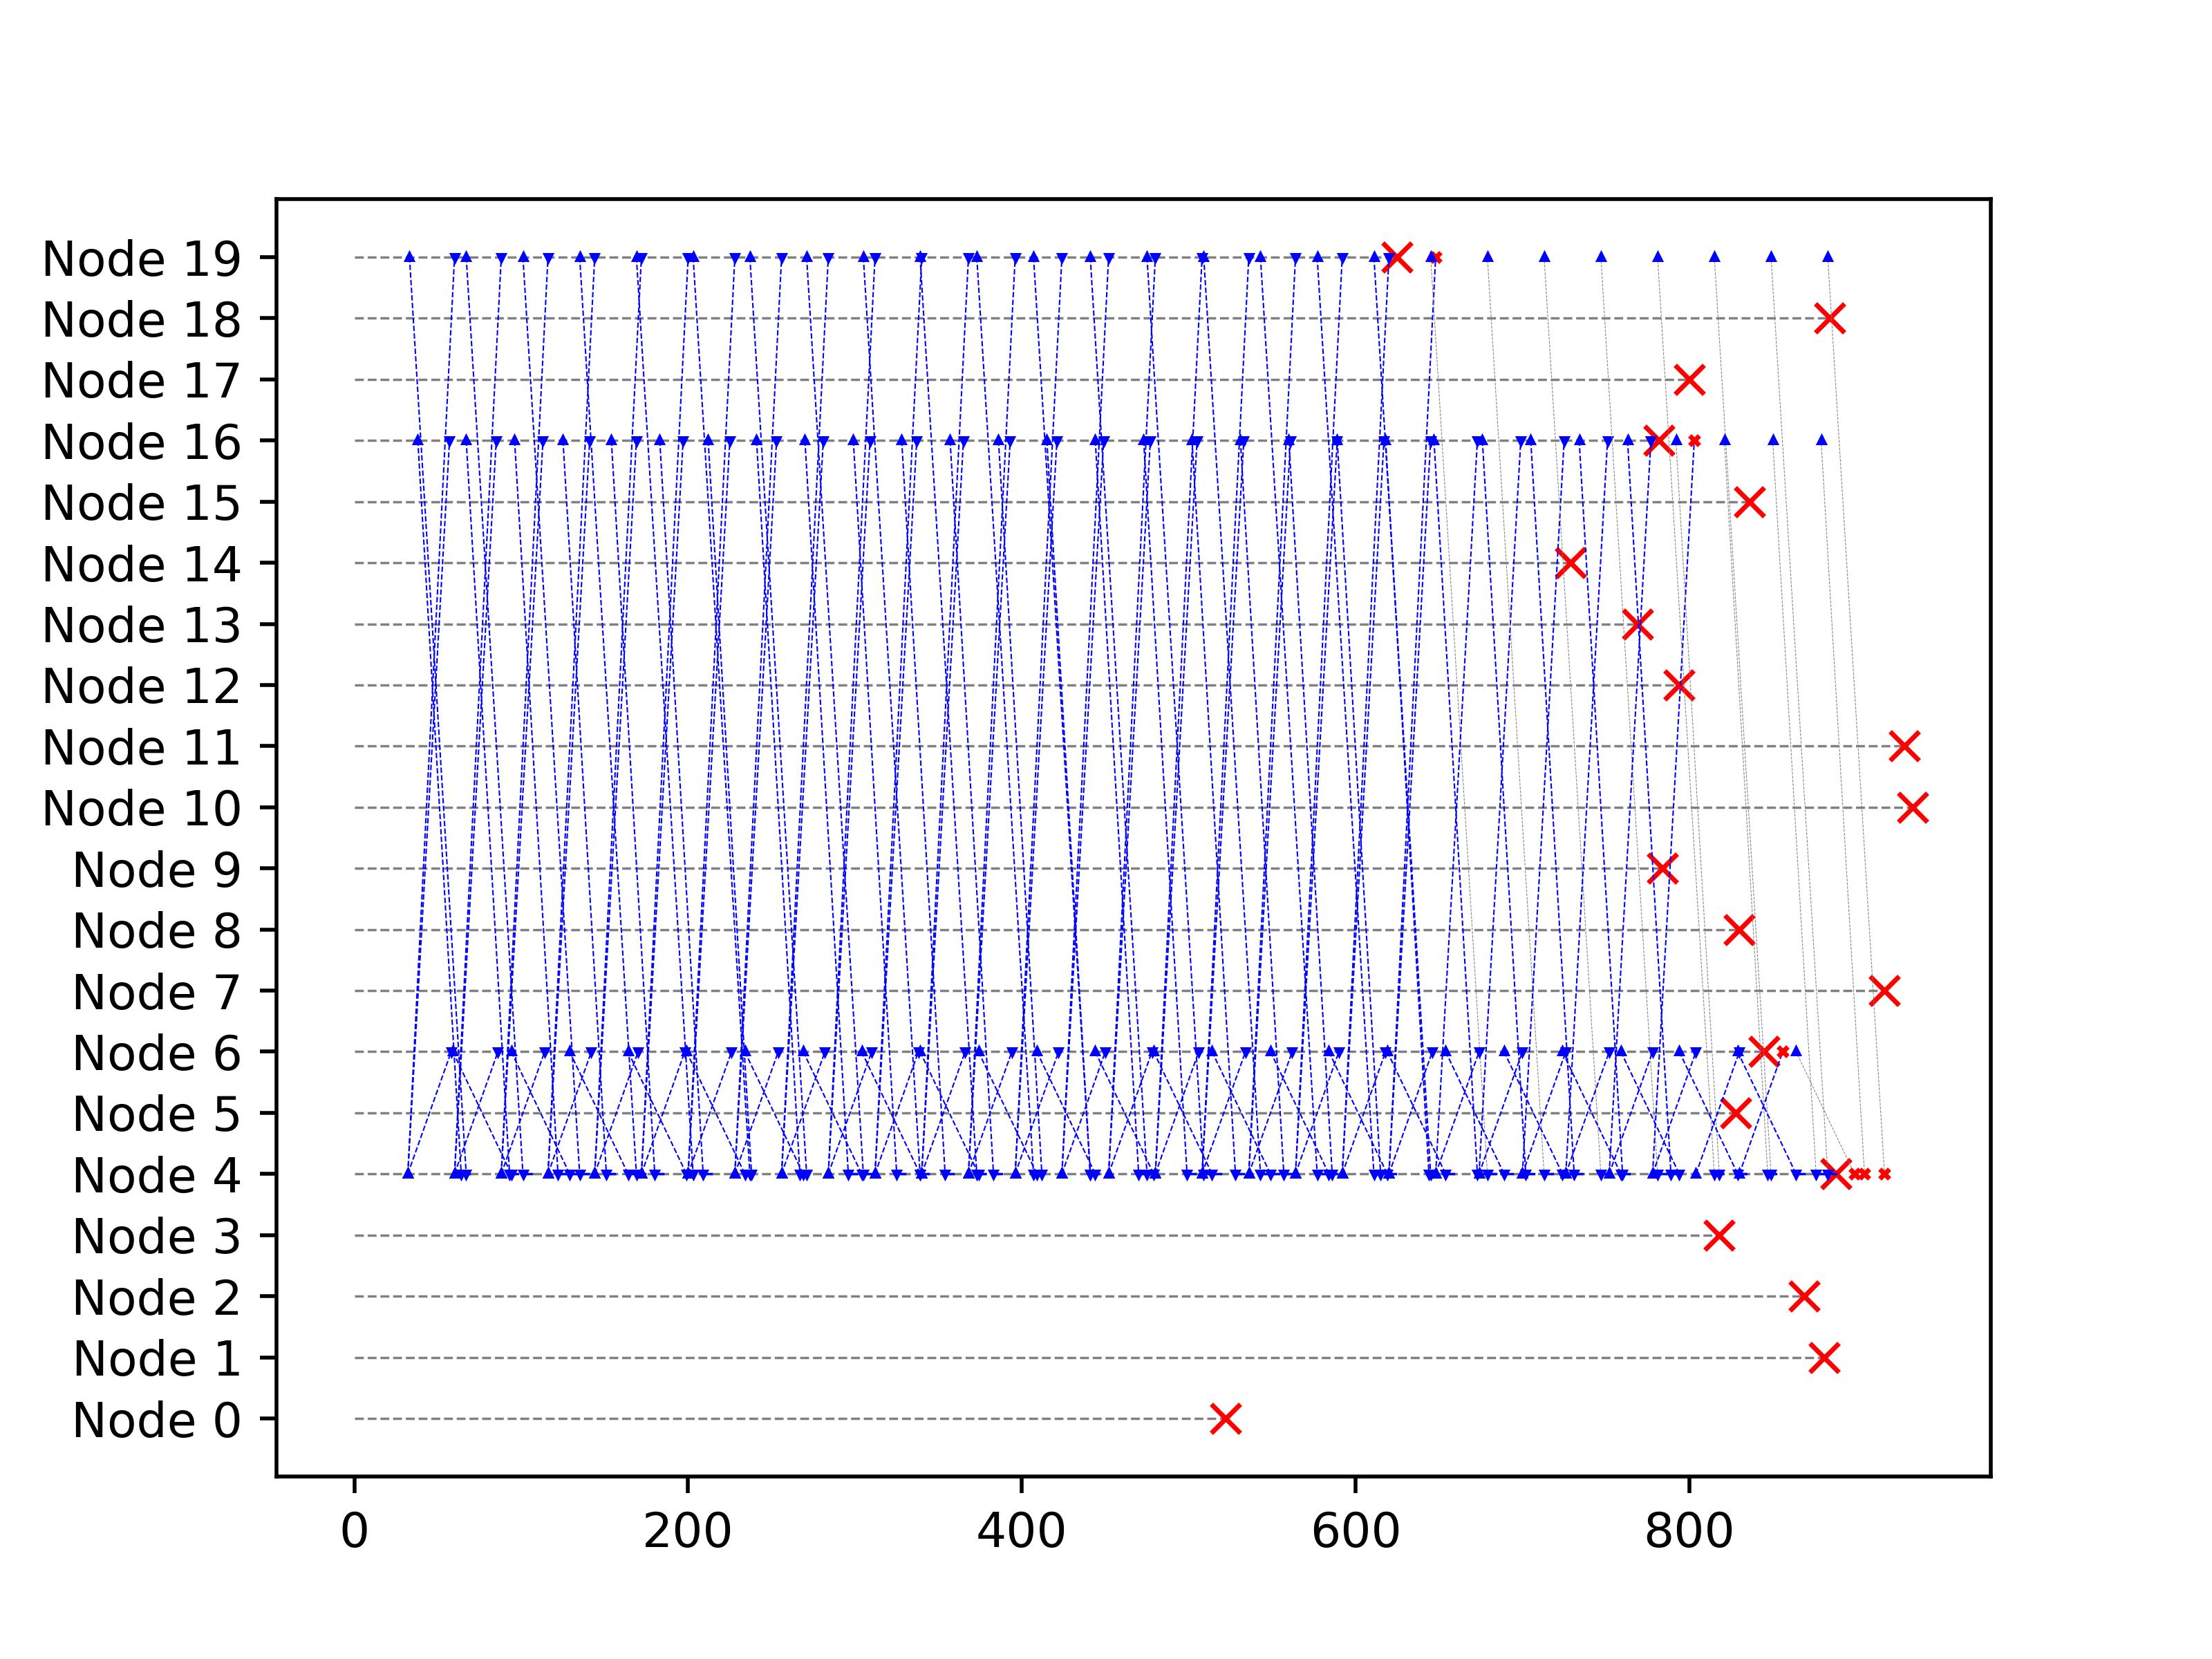 Node 19
Node 18
Node 17
Node 16
Node 15
Node 14
Node 13
Node 12
Node 11
Node 10
Node 9
Node 8
Node 7
Node 6
Node 5
Node 4
Node 3
Node 2
Node 1
Node 0
0 200 400 600 800